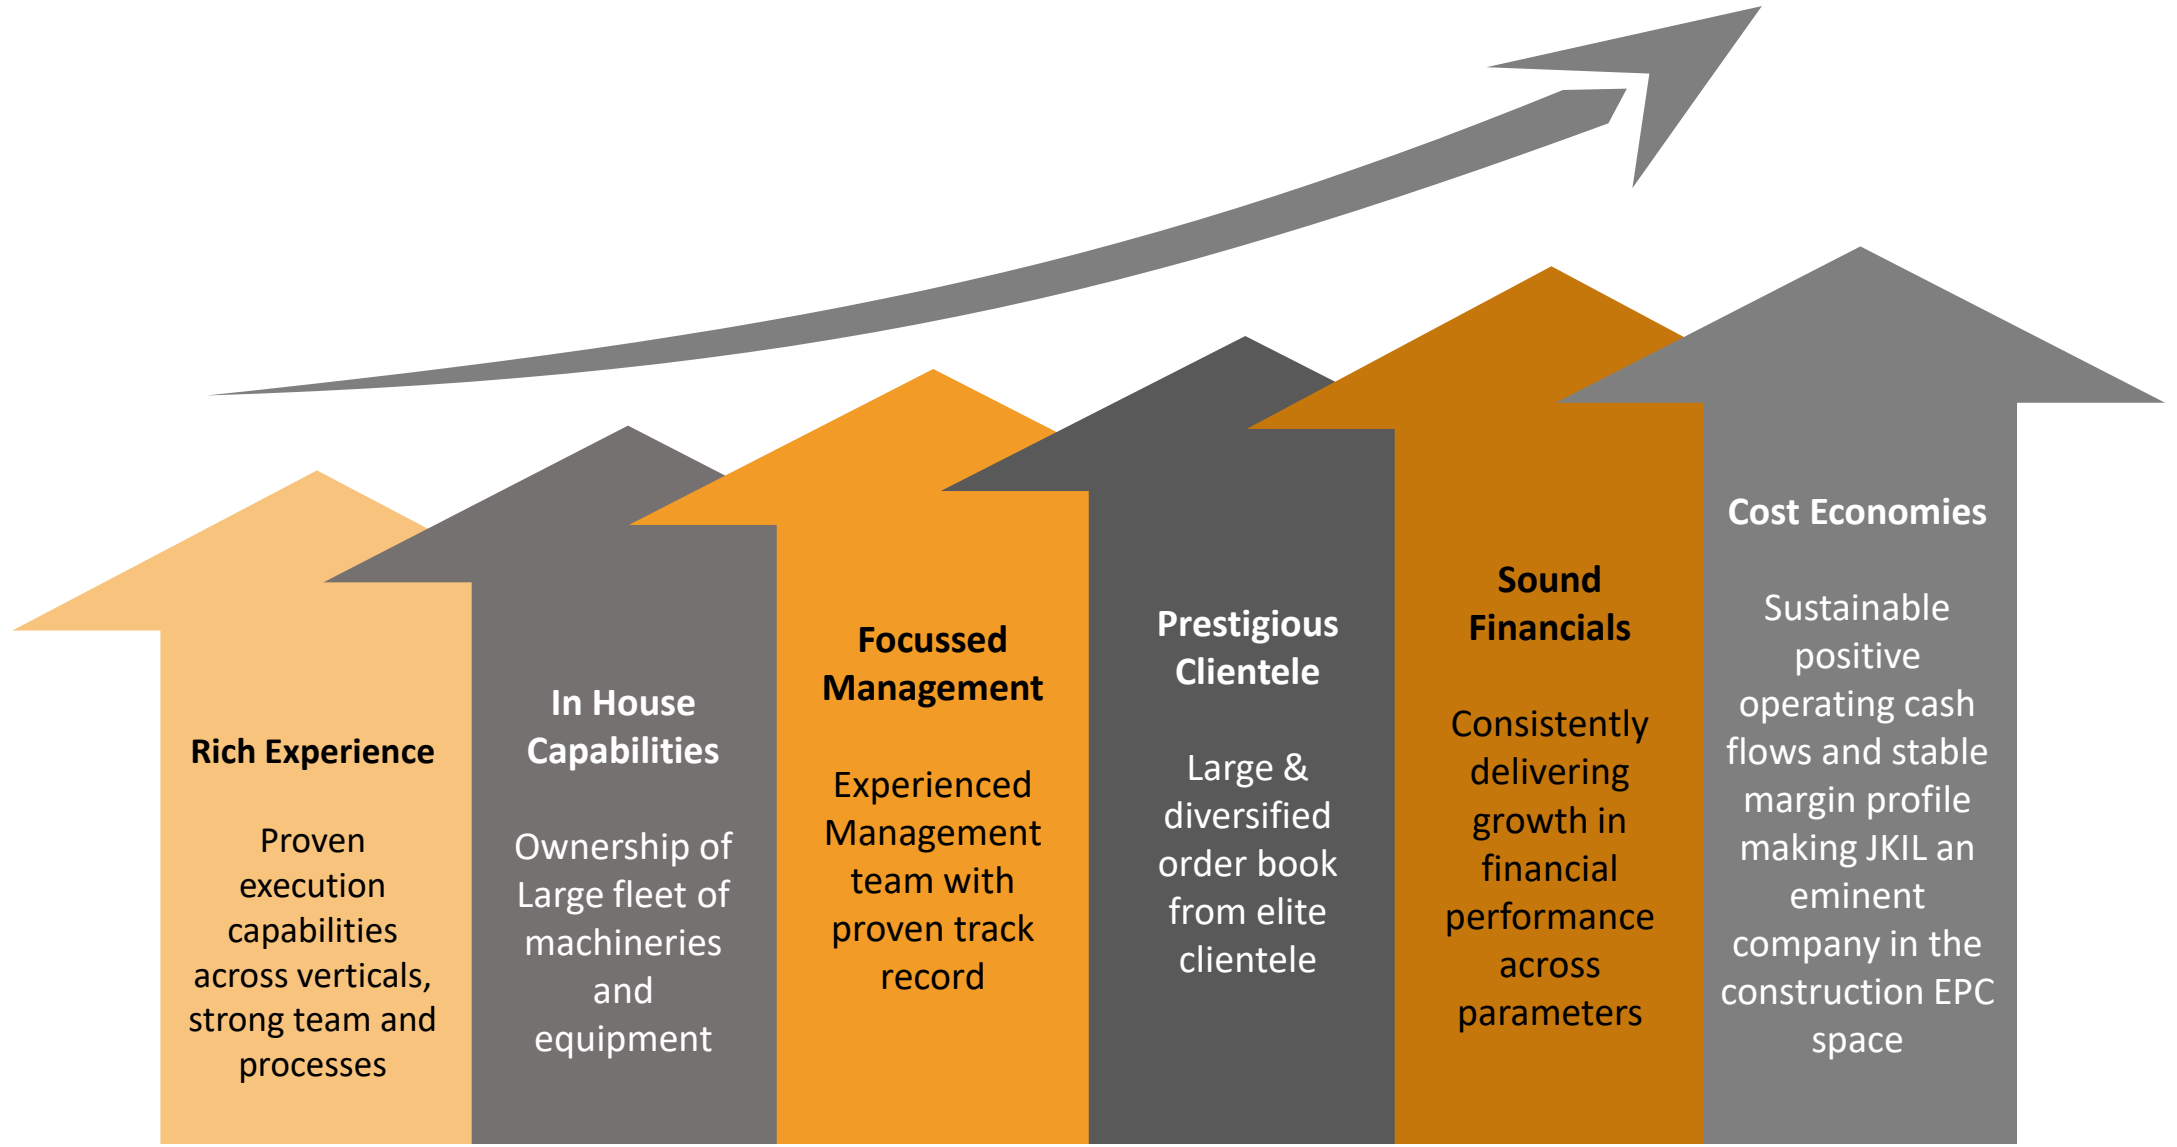 Rich Experience
Proven
execution
capabilities
across verticals,
strong team and
processes
In House
Capabilities
Ownership of
Large fleet of
machineries
and
equipment
Focussed
Management
Experienced
Management
team with
proven track
record
Prestigious
Clientele
Large &
diversified
order book
from elite
clientele
Sound
Financials
Consistently
delivering
growth in
financial
performance
across
parameters
Cost Economies
Sustainable
positive
operating cash
flows and stable
margin profile
making JKIL an
eminent
company in the
construction EPC
space